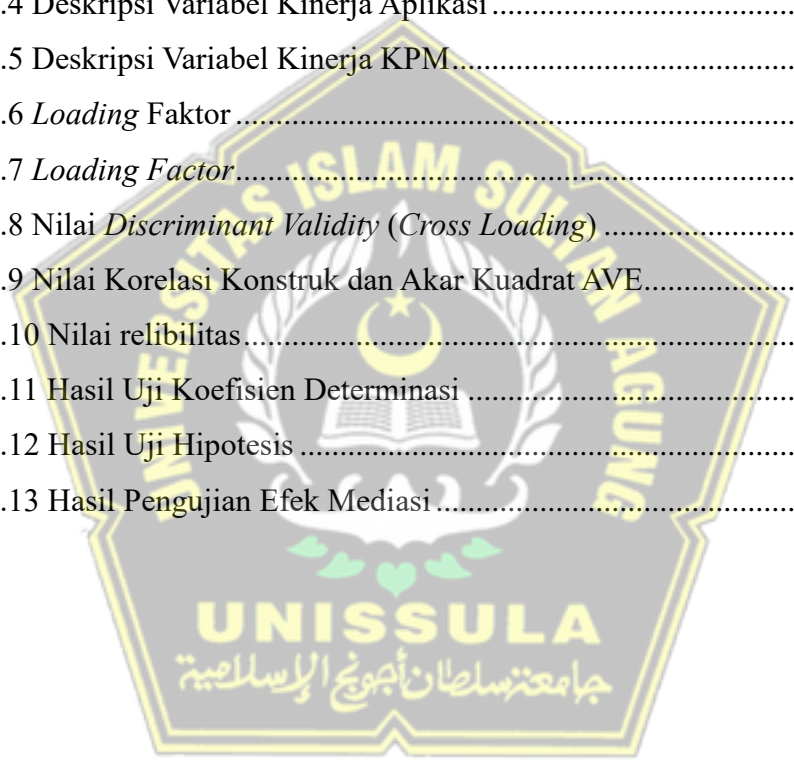 .4 Deskripsi Variabel Kinerja Aplikasi.......................................
.5 Deskripsi Variabel Kinerja KPM............................................
.6 Loading Faktor......................................................................
.7 Loading Factor......................................................................
.8 Nilai Discriminant Validity (Cross Loading) ........................
.9 Nilai Korelasi Konstruk dan Akar Kuadrat AVE...................
.10 Nilai relibilitas.....................................................................
.11 Hasil Uji Koefisien Determinasi .........................................
.12 Hasil Uji Hipotesis ..............................................................
.13 Hasil Pengujian Efek Mediasi.............................................
UNIVERSITAS ISLAM SULTAN AGUNG
UNISSULA
جامعة سلطان أجونج الإسلامية